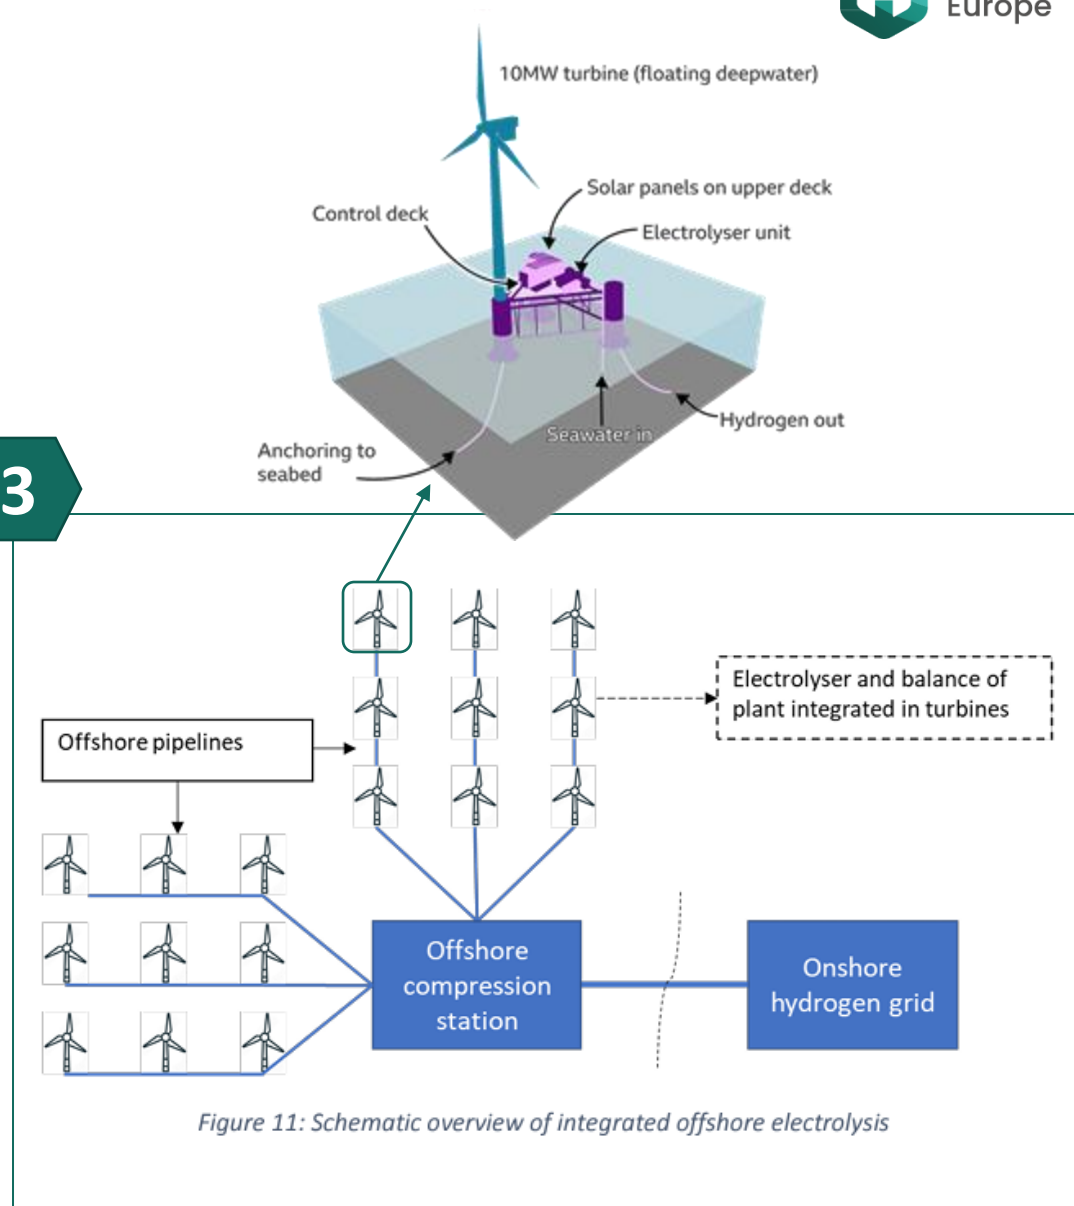 Europe
10MW turbine (floating deepwater)
Solar panels on upper deck
Control deck
Electrolyser unit
Hydrogen out
Seawater in
Anchoring to
seabed
3
Electrolyser and balance of
plant integrated in turbines
Offshore pipelines
Offshore
compression
station
Onshore
hydrogen grid
Figure 11: Schematic overview of integrated offshore electrolysis